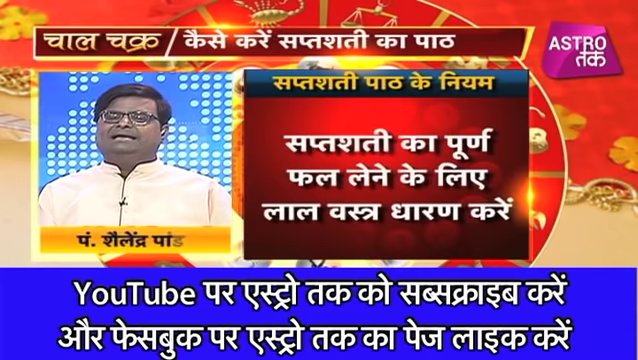 चाल चक्र / कैसे करें सप्तशती का पाठ
ASTRO
तक
सप्तशती पाठ के नियम
सप्तशती का पूर्ण
फल लेने के लिए
लाल वस्त्र धारण करें
पं. शैलेंद्र पांड
YouTube पर एस्ट्रो तक को सब्सक्राइब करें
और फेसबुक पर एस्ट्रो तक का पेज लाइक करें